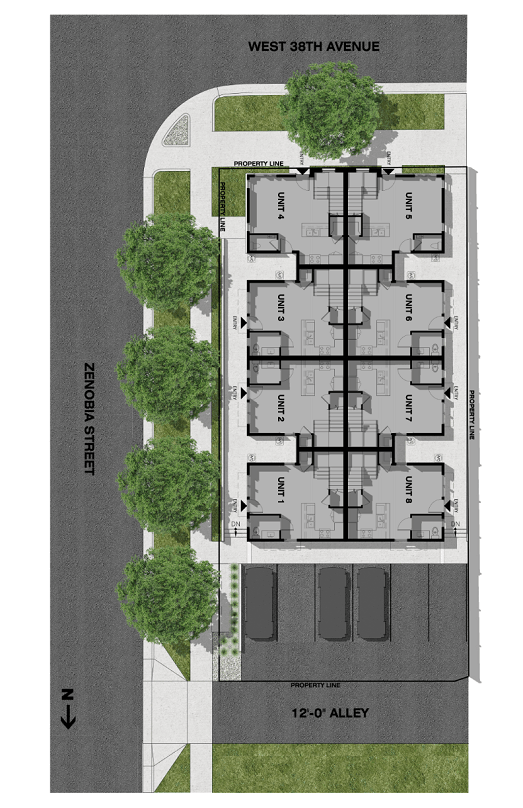 WEST 38TH AVENUE
PROPERTY LINE
PROPERTY LINE
ENTRY
ENTRY
UNIT 4
UNIT 5
UNIT 3
UNIT 6
ENTRY
ENTRY
ZENOBIA STREET
UNIT 2
UNIT 7
ENTRY
ENTRY
PROPERTY LINE
UNIT 1
UNIT 8
ENTRY
ENTRY
DN
DN
PROPERTY LINE
N
12'-0" ALLEY